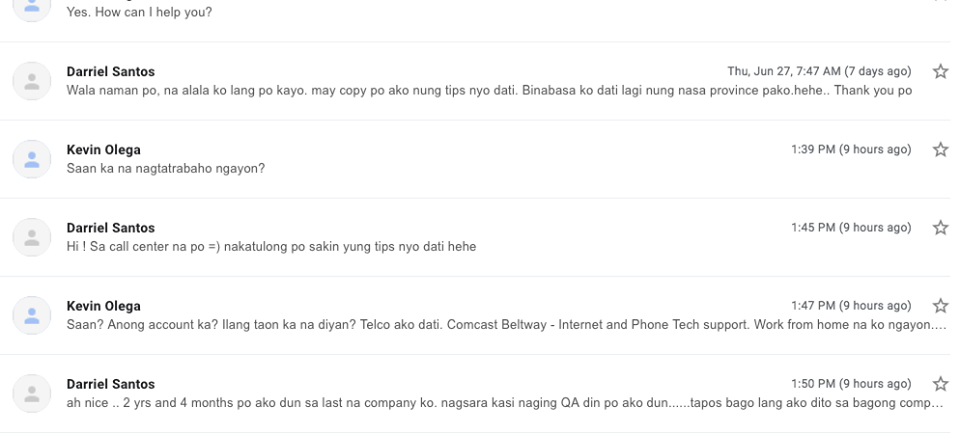 Yes. How can I help you?
Darriel Santos
Thu, Jun 27, 7:47 AM (7 days ago)
Wala naman po, na alala ko lang po kayo. may copy po ako nung tips nyo dati. Binabasa ko dati lagi nung nasa province pako.hehe.. Thank you po
Kevin Olega
1:39 PM (9 hours ago)
Saan ka na nagtatrabaho ngayon?
Darriel Santos
1:45 PM (9 hours ago)
Hi ! Sa call center na po =) nakatulong po sakin yung tips nyo dati hehe
Kevin Olega
1:47 PM (9 hours ago)
Saan? Anong account ka? Ilang taon ka na diyan? Telco ako dati. Comcast Beltway - Internet and Phone Tech support. Work from home na ko ngayon....
Darriel Santos
1:50 PM (9 hours ago)
ah nice .. 2 yrs and 4 months po ako dun sa last na company ko. nagsara kasi naging QA din po ako dun......tapos bago lang ako dito sa bagong comp...